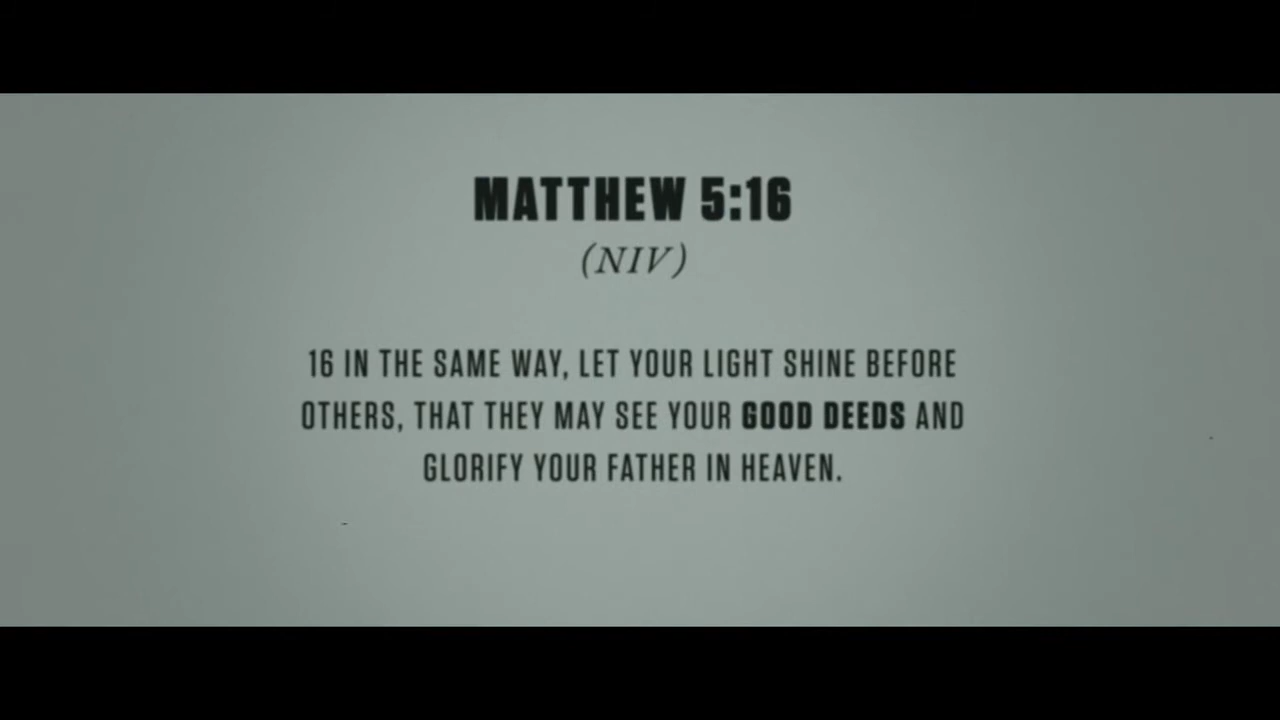 MATTHEW 5:16
(NIV)
16 IN THE SAME WAY, LET YOUR LIGHT SHINE BEFORE
OTHERS, THAT THEY MAY SEE YOUR GOOD DEEDS AND
GLORIFY YOUR FATHER IN HEAVEN.